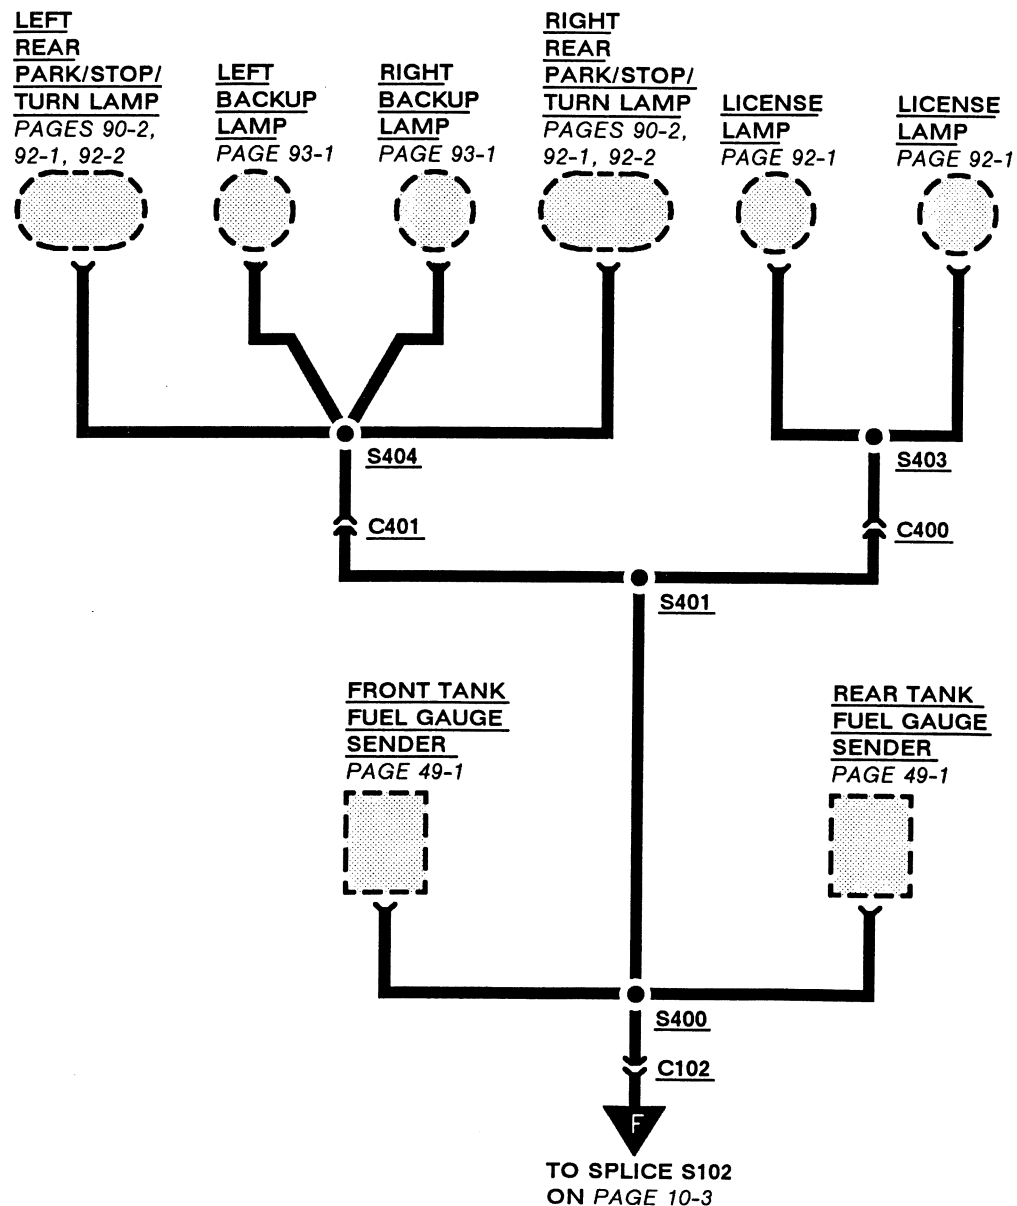 LEFT
REAR
PARK/STOP/
TURN LAMP
PAGES 90-2,
92-1, 92-2
LEFT
BACKUP
LAMP
PAGE 93-1
RIGHT
BACKUP
LAMP
PAGE 93-1
RIGHT
REAR
PARK/STOP/
TURN LAMP
PAGES 90-2,
92-1, 92-2
LICENSE
LAMP
PAGE 92-1
LICENSE
LAMP
PAGE 92-1
S404
S403
C401
C400
S401
FRONT TANK
FUEL GAUGE
SENDER
PAGE 49-1
REAR TANK
FUEL GAUGE
SENDER
PAGE 49-1
S400
C102
F
TO SPLICE S102
ON PAGE 10-3